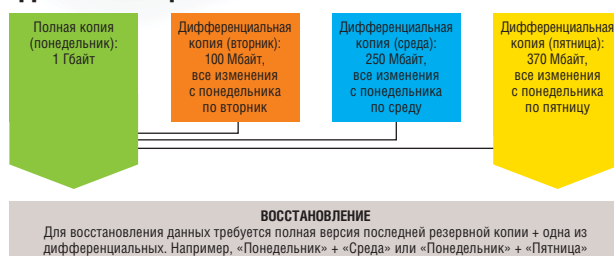 Полная копия
(понедельник):
1 Гбайт
Дифференциальная
копия (вторник):
100 Мбайт,
все изменения
с понедельника
по вторник
Дифференциальная
копия (среда):
250 Мбайт,
все изменения
с понедельника
по среду
Дифференциальная
копия (пятница):
370 Мбайт,
все изменения
с понедельника
по пятницу
ВОССТАНОВЛЕНИЕ
Для восстановления данных требуется полная версия последней резервной копии + одна из
дифференциальных. Например, «Понедельник» + «Среда» или «Понедельник» + «Пятница»